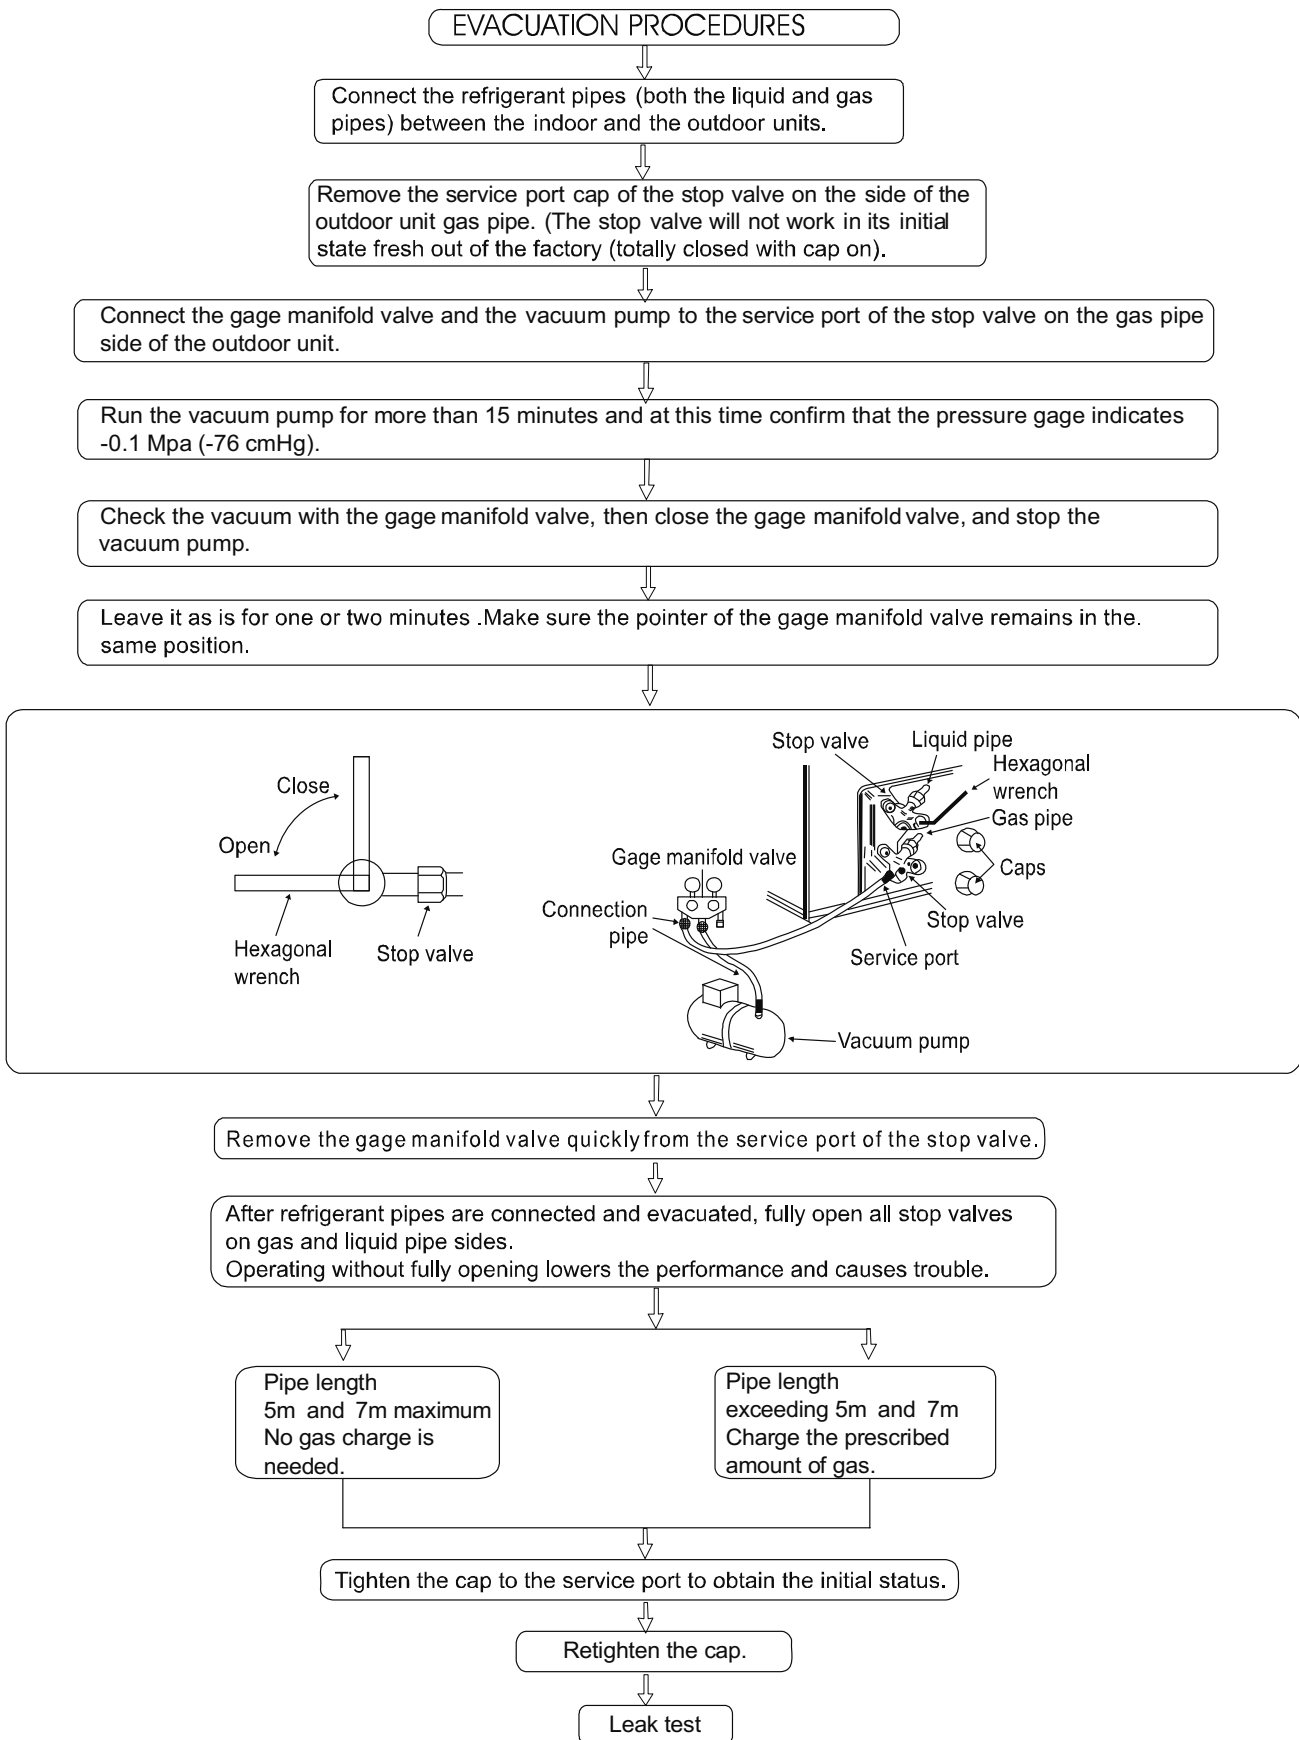 EVACUATION PROCEDURES
Connect the refrigerant pipes (both the liquid and gas
pipes) between the indoor and the outdoor units.
Remove the service port cap of the stop valve on the side of the
outdoor unit gas pipe. (The stop valve will not work in its initial
state fresh out of the factory (totally closed with cap on).
Connect the gage manifold valve and the vacuum pump to the service port of the stop valve on the gas pipe
side of the outdoor unit.
Run the vacuum pump for more than 15 minutes and at this time confirm that the pressure gage indicates
-0.1 Mpa (-76 cmHg).
Check the vacuum with the gage manifold valve, then close the gage manifold valve, and stop the
vacuum pump.
Leave it as is for one or two minutes .Make sure the pointer of the gage manifold valve remains in the.
same position.
Close
Open
Hexagonal
wrench
Stop valve
Stop valve
Liquid pipe
Hexagonal
wrench
Gas pipe
Gage manifold valve
Caps
Connection
pipe
Stop valve
Service port
Vacuum pump
Remove the gage manifold valve quickly from the service port of the stop valve.
After refrigerant pipes are connected and evacuated, fully open all stop valves
on gas and liquid pipe sides.
Operating without fully opening lowers the performance and causes trouble.
Pipe length
5m and 7m maximum
No gas charge is
needed.
Pipe length
exceeding 5m and 7m
Charge the prescribed
amount of gas.
Tighten the cap to the service port to obtain the initial status.
Retighten the cap.
Leak test